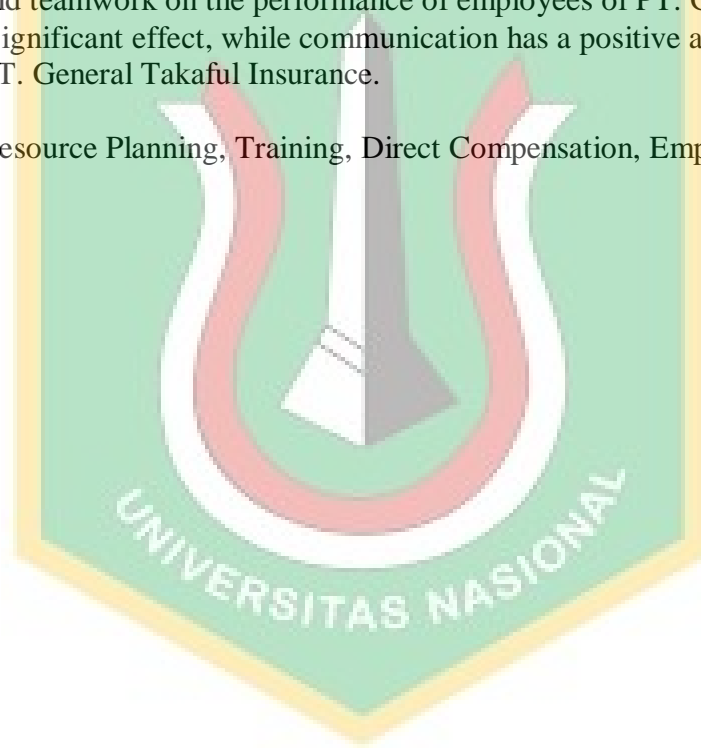 nd teamwork on the performance of employees of PT. G
ignificant effect, while communication has a positive a
T. General Takaful Insurance.
esource Planning, Training, Direct Compensation, Emp
UNIVERSITAS NASIONAL